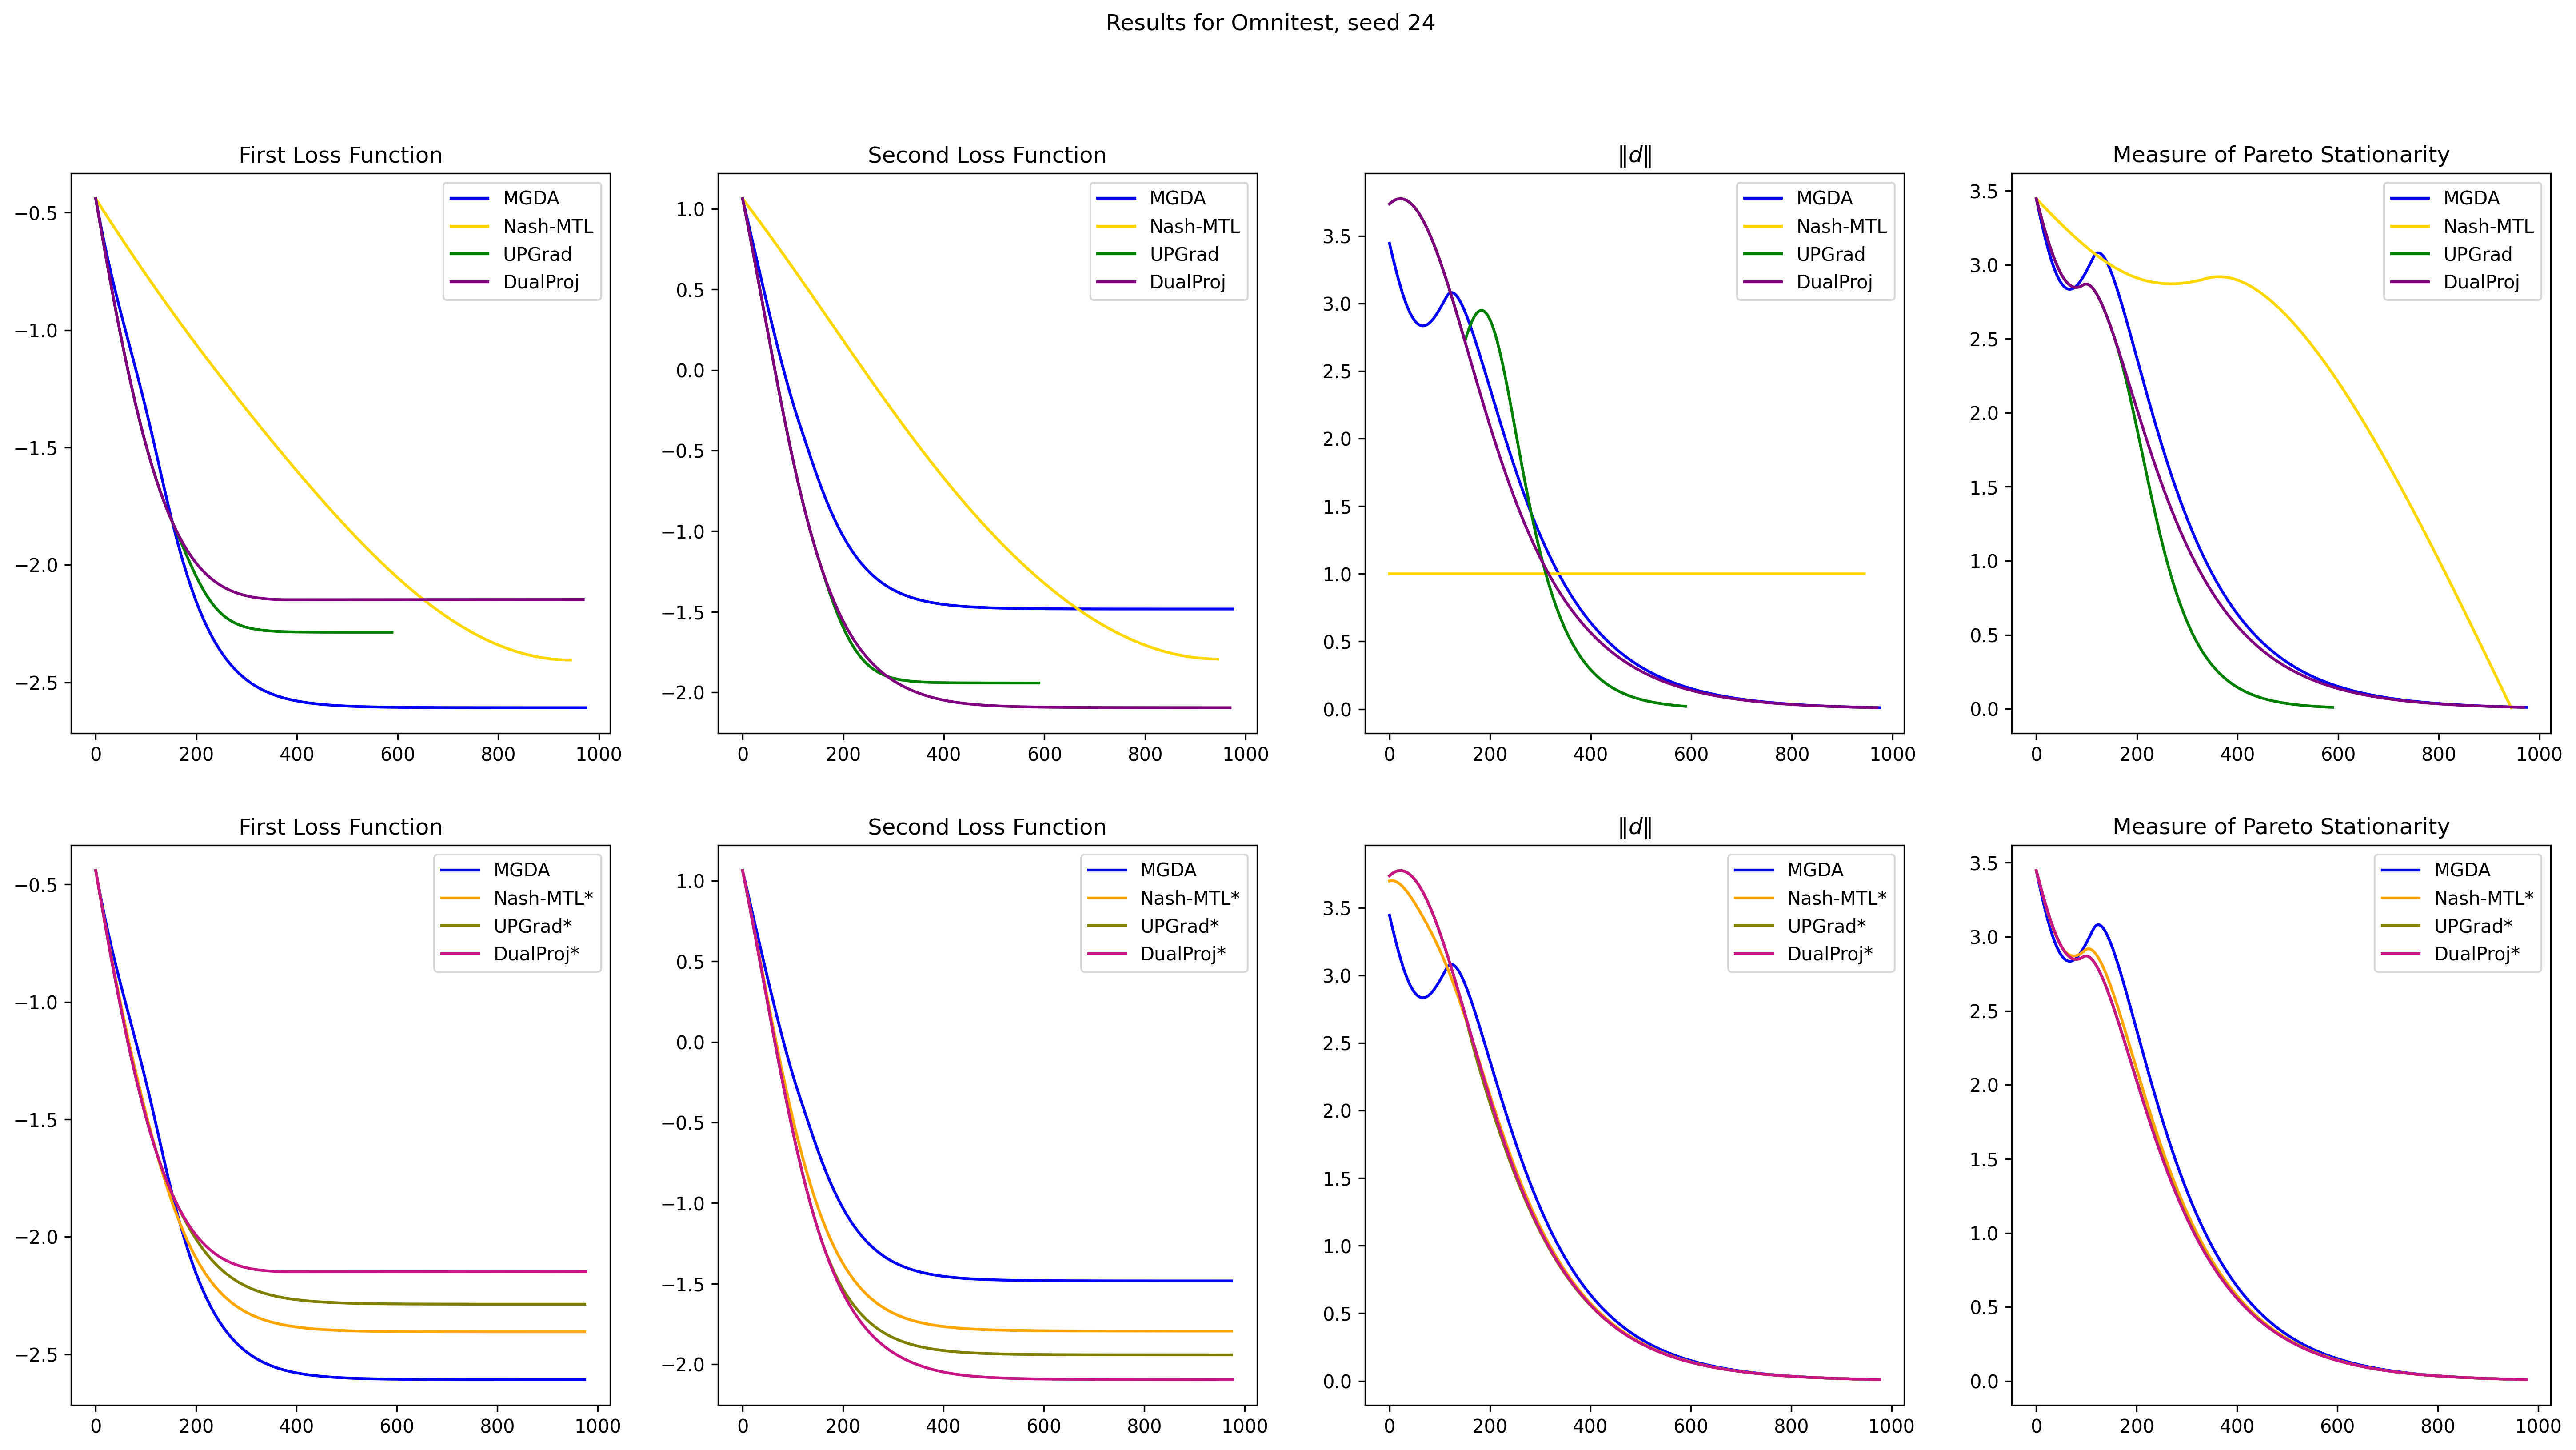 Results for Omnitest, seed 24
First Loss Function
−0.5
−1.0
−1.5
−2.0
−2.5
0 200 400 600 800 1000
MGDA
Nash-MTL
UPGrad
DualProj
Second Loss Function
1.0
0.5
0.0
−0.5
−1.0
−1.5
−2.0
0 200 400 600 800 1000
MGDA
Nash-MTL
UPGrad
DualProj
‖d‖
3.5
3.0
2.5
2.0
1.5
1.0
0.5
0.0
0 200 400 600 800 1000
MGDA
Nash-MTL
UPGrad
DualProj
Measure of Pareto Stationarity
3.5
3.0
2.5
2.0
1.5
1.0
0.5
0.0
0 200 400 600 800 1000
MGDA
Nash-MTL
UPGrad
DualProj
First Loss Function
−0.5
−1.0
−1.5
−2.0
−2.5
0 200 400 600 800 1000
MGDA
Nash-MTL*
UPGrad*
DualProj*
Second Loss Function
1.0
0.5
0.0
−0.5
−1.0
−1.5
−2.0
0 200 400 600 800 1000
MGDA
Nash-MTL*
UPGrad*
DualProj*
‖d‖
3.5
3.0
2.5
2.0
1.5
1.0
0.5
0.0
0 200 400 600 800 1000
MGDA
Nash-MTL*
UPGrad*
DualProj*
Measure of Pareto Stationarity
3.5
3.0
2.5
2.0
1.5
1.0
0.5
0.0
0 200 400 600 800 1000
MGDA
Nash-MTL*
UPGrad*
DualProj*